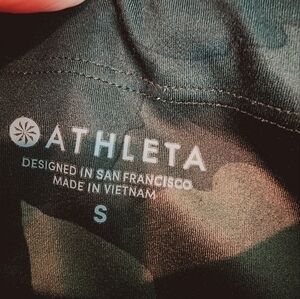 ATHLETA
DESIGNED IN SAN FRANCISCO
MADE IN VIETNAM
S